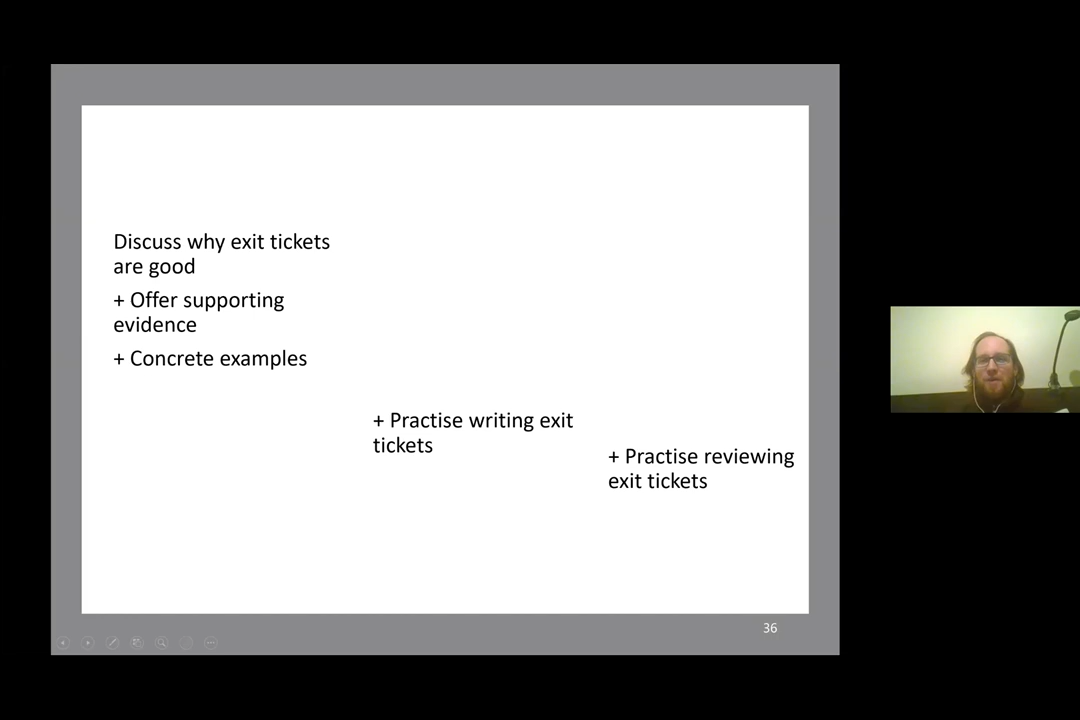 Discuss why exit tickets
are good
+ Offer supporting
evidence
+ Concrete examples
+ Practise writing exit
tickets
+ Practise reviewing
exit tickets
36